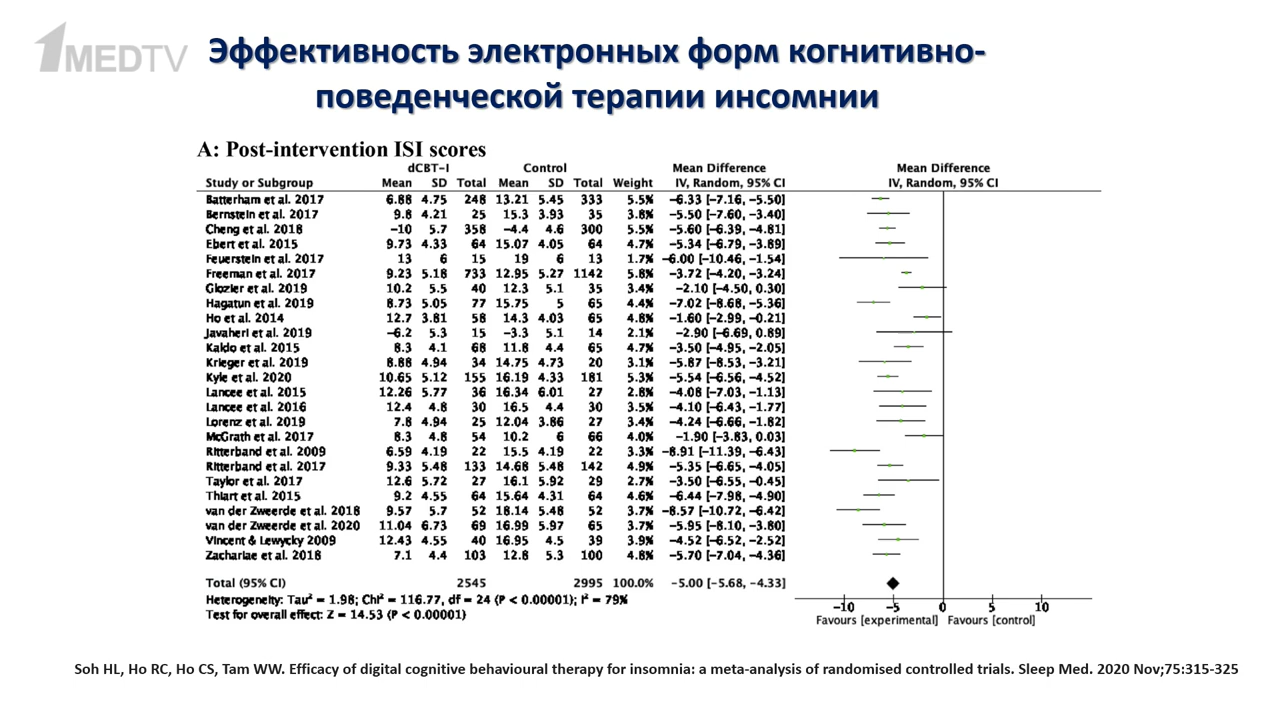 1MEDTV
Эффективность электронных форм когнитивно-
поведенческой терапии инсомнии
A: Post-intervention ISI scores
dCBT-I Control Mean Difference Mean Difference
Study or Subgroup Mean SD Total Mean SD Total Weight IV, Random, 95% CI IV, Random, 95% CI
Batterham et al. 2017 6.88 4.75 248 13.21 5.45 333 5.5% -6.33 [-7.16, -5.50]
Bernstein et al. 2017 9.8 4.21 25 15.3 3.93 35 3.8% -5.50 [-7.60, -3.40]
Cheng et al. 2018 -10 5.7 358 -4.4 4.6 300 5.5% -5.60 [-6.39, -4.81]
Ebert et al. 2015 9.73 4.33 64 15.07 4.05 64 4.7% -5.34 [-6.79, -3.89]
Feuerstein et al. 2017 13 6 15 19 6 13 1.7% -6.00 [-10.46, -1.54]
Freeman et al. 2017 9.23 5.18 733 12.95 5.27 1142 5.8% -3.72 [-4.20, -3.24]
Glozier et al. 2019 10.2 5.5 40 12.3 5.1 35 3.4% -2.10 [-4.50, 0.30]
Hagatun et al. 2019 8.73 5.05 77 15.75 5 65 4.4% -7.02 [-8.68, -5.36]
Ho et al. 2014 12.7 3.81 58 14.3 4.03 65 4.8% -1.60 [-2.99, -0.21]
Javaheri et al. 2019 -6.2 5.3 15 -3.3 5.1 14 2.1% -2.90 [-6.69, 0.89]
Kaldo et al. 2015 8.3 4.1 68 11.8 4.4 65 4.7% -3.50 [-4.95, -2.05]
Krieger et al. 2019 8.88 4.94 34 14.75 4.73 20 3.1% -5.87 [-8.53, -3.21]
Kyle et al. 2020 10.65 5.12 155 16.19 4.33 181 5.3% -5.54 [-6.56, -4.52]
Lancee et al. 2015 12.26 5.77 36 16.34 6.01 27 2.8% -4.08 [-7.03, -1.13]
Lancee et al. 2016 12.4 4.8 30 16.5 4.4 30 3.5% -4.10 [-6.43, -1.77]
Lorenz et al. 2019 7.8 4.94 25 12.04 3.86 27 3.4% -4.24 [-6.66, -1.82]
McGrath et al. 2017 8.3 4.8 54 10.2 6 66 4.0% -1.90 [-3.83, 0.03]
Ritterband et al. 2009 6.59 4.19 22 15.5 4.19 22 3.3% -8.91 [-11.39, -6.43]
Ritterband et al. 2017 9.33 5.48 133 14.68 5.48 142 4.9% -5.35 [-6.65, -4.05]
Taylor et al. 2017 12.6 5.72 27 16.1 5.92 29 2.7% -3.50 [-6.55, -0.45]
Thiart et al. 2015 9.2 4.55 64 15.64 4.31 64 4.6% -6.44 [-7.98, -4.90]
van der Zweerde et al. 2018 9.57 5.7 52 18.14 5.48 52 3.7% -8.57 [-10.72, -6.42]
van der Zweerde et al. 2020 11.04 6.73 69 16.99 5.97 65 3.7% -5.95 [-8.10, -3.80]
Vincent & Lewycky 2009 12.43 4.55 40 16.95 4.5 39 3.9% -4.52 [-6.52, -2.52]
Zachariae et al. 2018 7.1 4.4 103 12.8 5.3 100 4.8% -5.70 [-7.04, -4.36]
Total (95% CI) 2545 2995 100.0% -5.00 [-5.68, -4.33]
Heterogeneity: Tau² = 1.98; Chi² = 116.77, df = 24 (P < 0.00001); I² = 79%
Test for overall effect: Z = 14.53 (P < 0.00001)
-10 -5 0 5 10
Favours [experimental] Favours [control]
Soh HL, Ho RC, Ho CS, Tam WW. Efficacy of digital cognitive behavioural therapy for insomnia: a meta-analysis of randomised controlled trials. Sleep Med. 2020 Nov;75:315-325